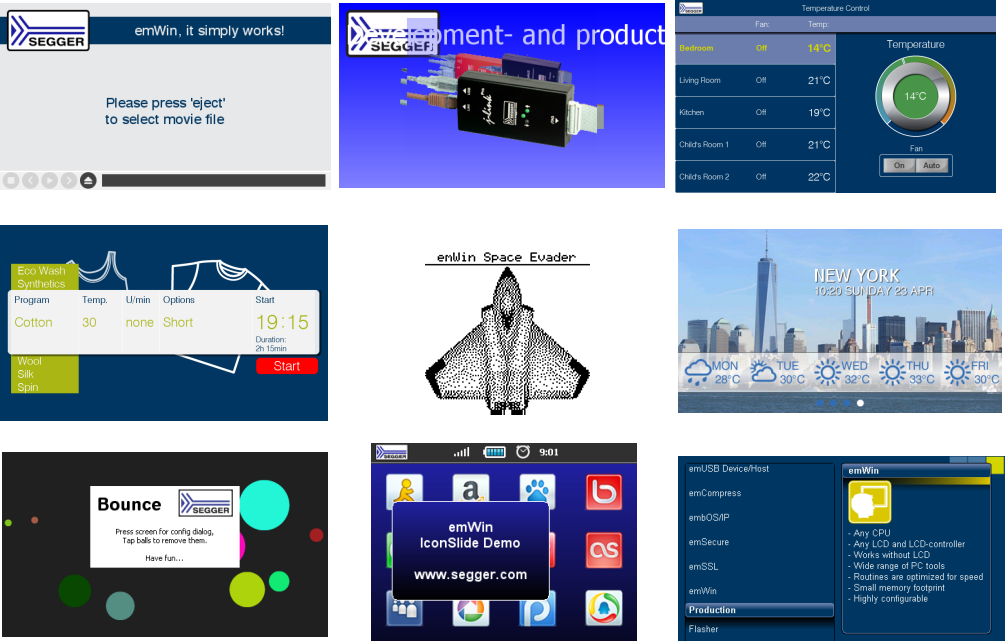 SEGGER
emWin, it simply works!
Please press 'eject'
to select movie file
SEGGER
Development- and product
J-Link
SEGGER
Temperature Control
Fan: Temp:
Bedroom Off 14°C
Living Room Off 21°C
Kitchen Off 19°C
Child's Room 1 Off 21°C
Child's Room 2 Off 22°C
Temperature
14°C
Fan
On Auto
Eco Wash
Synthetics
Program Temp. U/min Options Start
Cotton 30 none Short 19:15
Duration:
2h 15min
Wool
Silk
Spin
Start
emWin Space Evader
NEW YORK
10:20 SUNDAY 23 APR
MON TUE WED THU FRI
28°C 30°C 32°C 33°C 30°C
Bounce SEGGER
Press screen for config dialog,
Tap balls to remove them.
Have fun...
SEGGER 9:01
a
emWin
IconSlide Demo
www.segger.com
emUSB Device/Host
emCompress
embOS/IP
emSecure
emSSL
emWin
Production
Flasher
emWin
- Any CPU
- Any LCD and LCD-controller
- Works without LCD
- Wide range of PC tools
- Routines are optimized for speed
- Small memory footprint
- Highly configurable